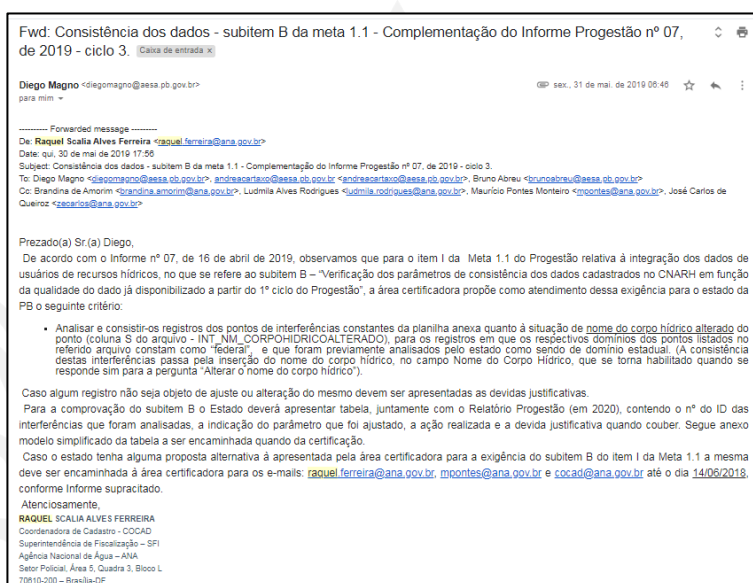 Fwd: Consistência dos dados - subitem B da meta 1.1 - Complementação do Informe Progestão nº 07,
de 2019 - ciclo 3. Caixa de entrada x
Diego Magno <diegomagno@aesa.pb.gov.br> sex., 31 de mai. de 2019 06:46
para mim
---------- Forwarded message ---------
De: Raquel Scalia Alves Ferreira <raquel.ferreira@ana.gov.br>
Date: qui, 30 de mai de 2019 17:56
Subject: Consistência dos dados - subitem B da meta 1.1 - Complementação do Informe Progestão nº 07, de 2019 - ciclo 3.
To: Diego Magno <diegomagno@aesa.pb.gov.br>, andreacartaxo@aesa.pb.gov.br <andreacartaxo@aesa.pb.gov.br>, Bruno Abreu <brunoabreu@aesa.pb.gov.br>
Cc: Brandina de Amorim <brandina.amorim@ana.gov.br>, Ludmila Alves Rodrigues <ludmila.rodrigues@ana.gov.br>, Maurício Pontes Monteiro <mpontes@ana.gov.br>, José Carlos de
Queiroz <zecarlos@ana.gov.br>
Prezado(a) Sr.(a) Diego,
De acordo com o Informe nº 07, de 16 de abril de 2019, observamos que para o item I da Meta 1.1 do Progestão relativa à integração dos dados de
usuários de recursos hídricos, no que se refere ao subitem B – "Verificação dos parâmetros de consistência dos dados cadastrados no CNARH em função
da qualidade do dado já disponibilizado a partir do 1º ciclo do Progestão", a área certificadora propõe como atendimento dessa exigência para o estado da
PB o seguinte critério:
• Analisar e consistir os registros dos pontos de interferências constantes da planilha anexa quanto à situação de nome do corpo hídrico alterado do
ponto (coluna S do arquivo - INT_NM_CORPOHIDRICOALTERADO), para os registros em que os respectivos domínios dos pontos listados no
referido arquivo constam como "federal", e que foram previamente analisados pelo estado como sendo de domínio estadual. (A consistência
destas interferências passa pela inserção do nome do corpo hídrico, no campo Nome do Corpo Hídrico, que se torna habilitado quando se
responde sim para a pergunta "Alterar o nome do corpo hídrico").
Caso algum registro não seja objeto de ajuste ou alteração do mesmo devem ser apresentadas as devidas justificativas.
Para a comprovação do subitem B o Estado deverá apresentar tabela, juntamente com o Relatório Progestão (em 2020), contendo o nº do ID das
interferências que foram analisadas, a indicação do parâmetro que foi ajustado, a ação realizada e a devida justificativa quando couber. Segue anexo
modelo simplificado da tabela a ser encaminhada quando da certificação.
Caso o estado tenha alguma proposta alternativa à apresentada pela área certificadora para a exigência do subitem B do item I da Meta 1.1 a mesma
deve ser encaminhada à área certificadora para os e-mails: raquel.ferreira@ana.gov.br, mpontes@ana.gov.br e cocad@ana.gov.br até o dia 14/06/2018,
conforme Informe supracitado.
Atenciosamente,
RAQUEL SCALIA ALVES FERREIRA
Coordenadora de Cadastro - COCAD
Superintendência de Fiscalização – SFI
Agência Nacional de Água – ANA
Setor Policial, Área 5, Quadra 3, Bloco L
70610-200 – Brasília-DF